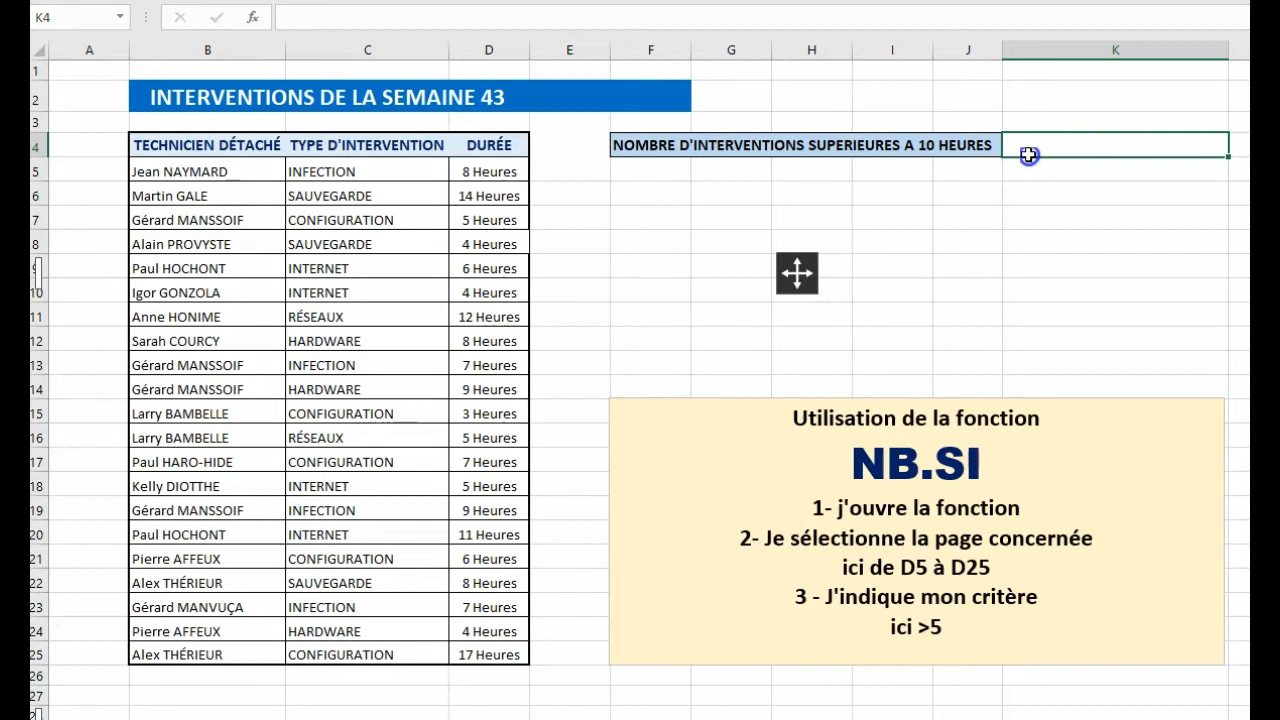 K4
fx
A B C D E F G H I J K
1
2 INTERVENTIONS DE LA SEMAINE 43
3
4 TECHNICIEN DÉTACHÉ TYPE D'INTERVENTION DURÉE NOMBRE D'INTERVENTIONS SUPERIEURES A 10 HEURES
5 Jean NAYMARD INFECTION 8 Heures
6 Martin GALE SAUVEGARDE 14 Heures
7 Gérard MANSSOIF CONFIGURATION 5 Heures
8 Alain PROVYSTE SAUVEGARDE 4 Heures
9 Paul HOCHONT INTERNET 6 Heures
10 Igor GONZOLA INTERNET 4 Heures
11 Anne HONIME RÉSEAUX 12 Heures
12 Sarah COURCY HARDWARE 8 Heures
13 Gérard MANSSOIF INFECTION 7 Heures
14 Gérard MANSSOIF HARDWARE 9 Heures
15 Larry BAMBELLE CONFIGURATION 3 Heures
16 Larry BAMBELLE RÉSEAUX 5 Heures
17 Paul HARO-HIDE CONFIGURATION 7 Heures
18 Kelly DIOTTHE INTERNET 5 Heures
19 Gérard MANSSOIF INFECTION 9 Heures
20 Paul HOCHONT INTERNET 11 Heures
21 Pierre AFFEUX CONFIGURATION 6 Heures
22 Alex THÉRIEUR SAUVEGARDE 8 Heures
23 Gérard MANVUÇA INFECTION 7 Heures
24 Pierre AFFEUX HARDWARE 4 Heures
25 Alex THÉRIEUR CONFIGURATION 17 Heures
26
27
Utilisation de la fonction
NB.SI
1- j'ouvre la fonction
2- Je sélectionne la page concernée
ici de D5 à D25
3 - J'indique mon critère
ici >5